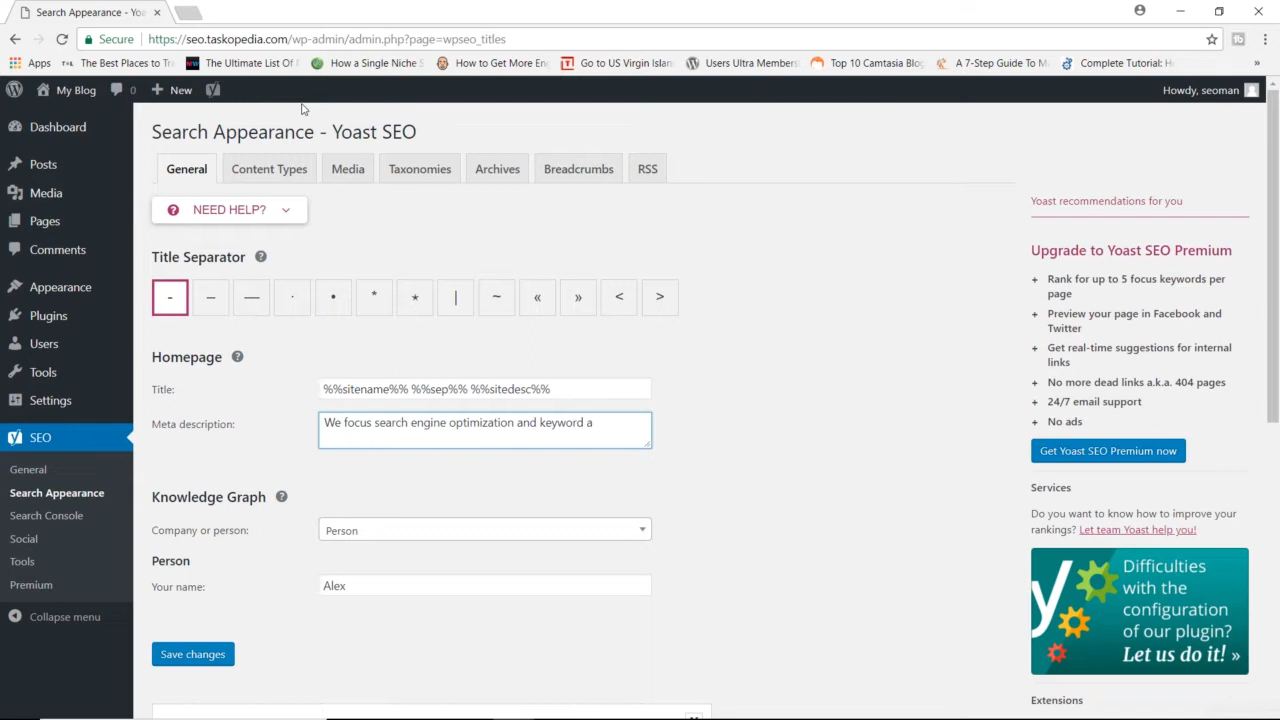 Search Appearance - Yoa
Secure
https://seo.taskopedia.com/wp-admin/admin.php?page=wpseo_titles
Apps
The Best Places to Tra
The Ultimate List Of
How a Single Niche S
How to Get More En
Go to US Virgin Islan
Users Ultra Members
Top 10 Camtasia Blog
A 7-Step Guide To M
Complete Tutorial: H
My Blog
0
New
Howdy, seoman
Dashboard
Posts
Media
Pages
Comments
Appearance
Plugins
Users
Tools
Settings
SEO
General
Search Appearance
Search Console
Social
Tools
Premium
Collapse menu
Search Appearance - Yoast SEO
General
Content Types
Media
Taxonomies
Archives
Breadcrumbs
RSS
NEED HELP?
Title Separator
- – — · • * ⋆ | ~ « » < >
Homepage
Title:
%%sitename%% %%sep%% %%sitedesc%%
Meta description:
We focus search engine optimization and keyword a
Knowledge Graph
Company or person:
Person
Person
Your name:
Alex
Save changes
Yoast recommendations for you
Upgrade to Yoast SEO Premium
+ Rank for up to 5 focus keywords per
page
+ Preview your page in Facebook and
Twitter
+ Get real-time suggestions for internal
links
+ No more dead links a.k.a. 404 pages
+ 24/7 email support
+ No ads
Get Yoast SEO Premium now
Services
Do you want to know how to improve your
rankings? Let team Yoast help you!
Difficulties
with the
configuration
of our plugin?
Let us do it! »
Extensions